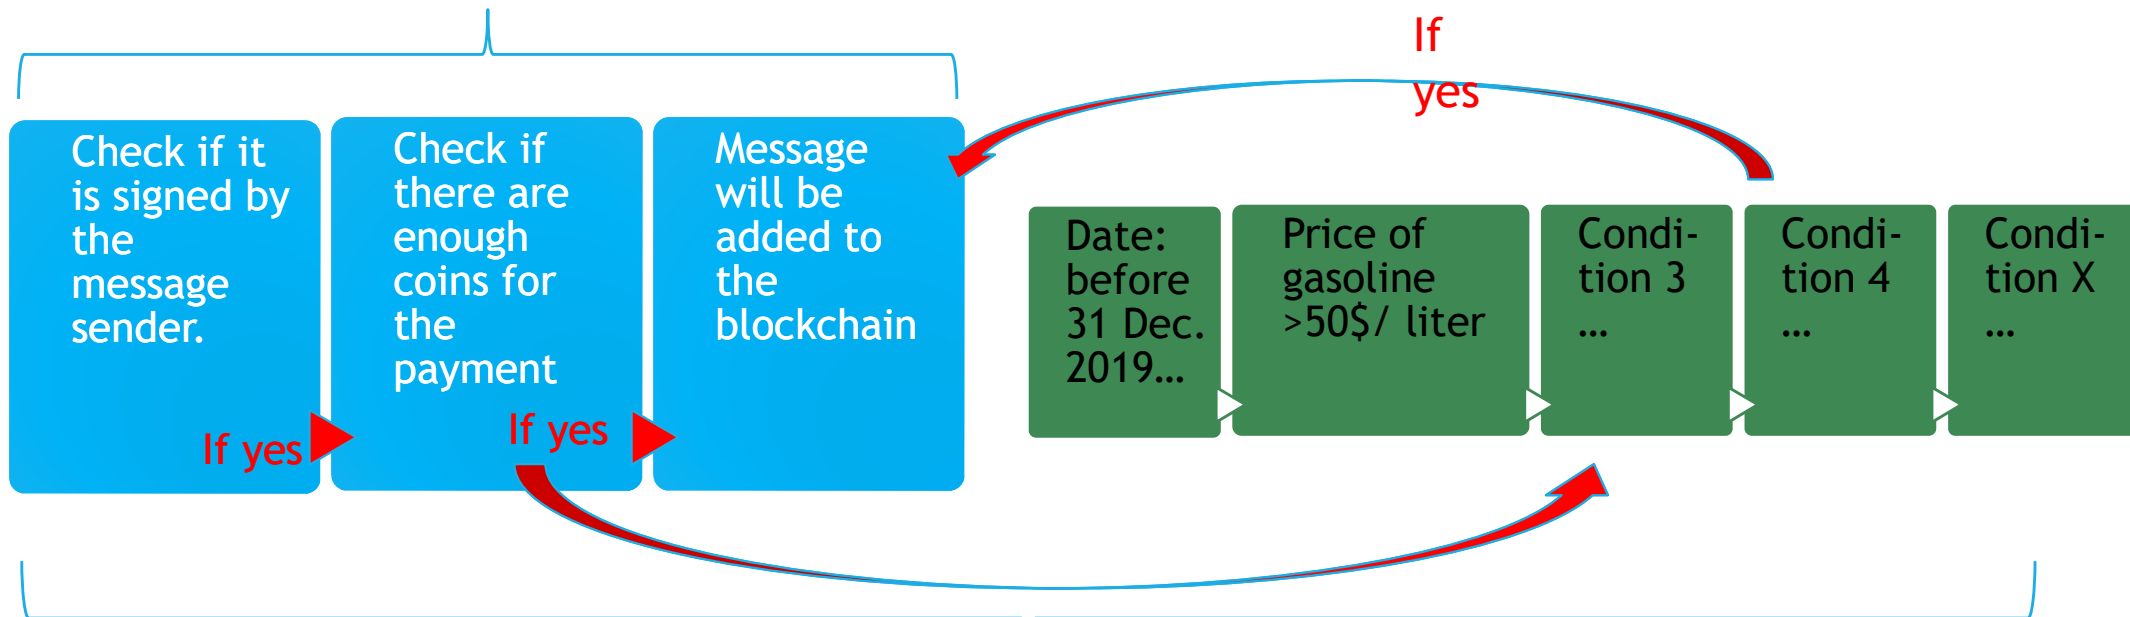 If
yes
Check if it
is signed by
the
message
sender.
If yes
Check if
there are
enough
coins for
the
payment
If yes
Message
will be
added to
the
blockchain
Date:
before
31 Dec.
2019...
Price of
gasoline
>50$/ liter
Condi-
tion 3
...
Condi-
tion 4
...
Condi-
tion X
...